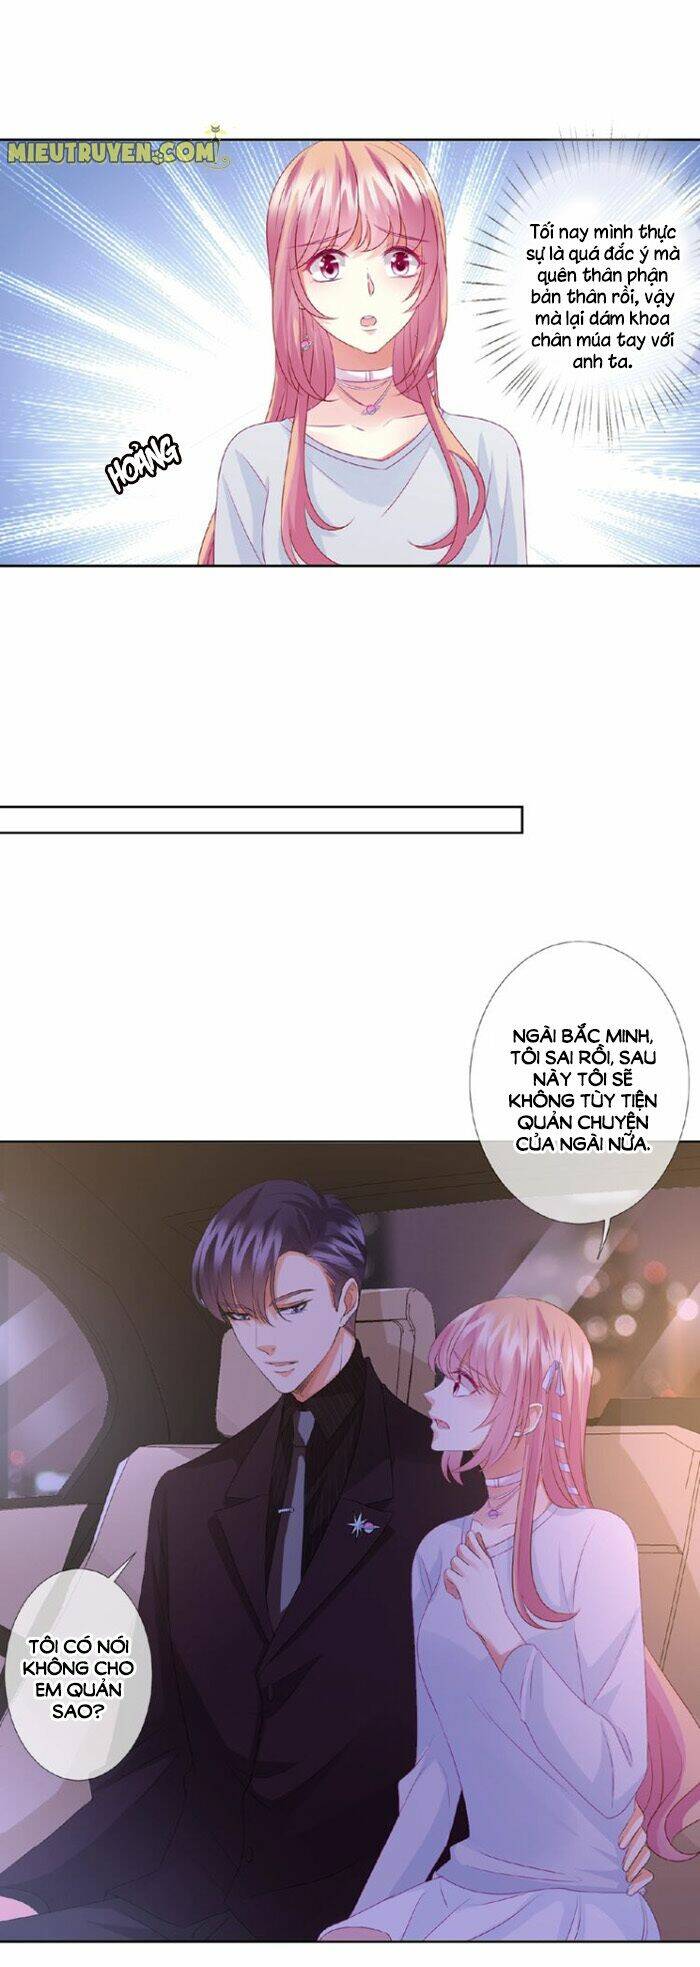 MIEUTRUYEN.COM
Tối nay mình thực
sự là quá đắc ý mà
quên thân phận
bản thân rồi, vậy
mà lại dám khoa
chân múa tay với
anh ta.
HOẢNG
NGÀI BẮC MINH,
TÔI SAI RỒI, SAU
NÀY TÔI SẼ
KHÔNG TÙY TIỆN
QUẢN CHUYỆN
CỦA NGÀI NỮA.
TÔI CÓ NÓI
KHÔNG CHO
EM QUẢN
SAO?